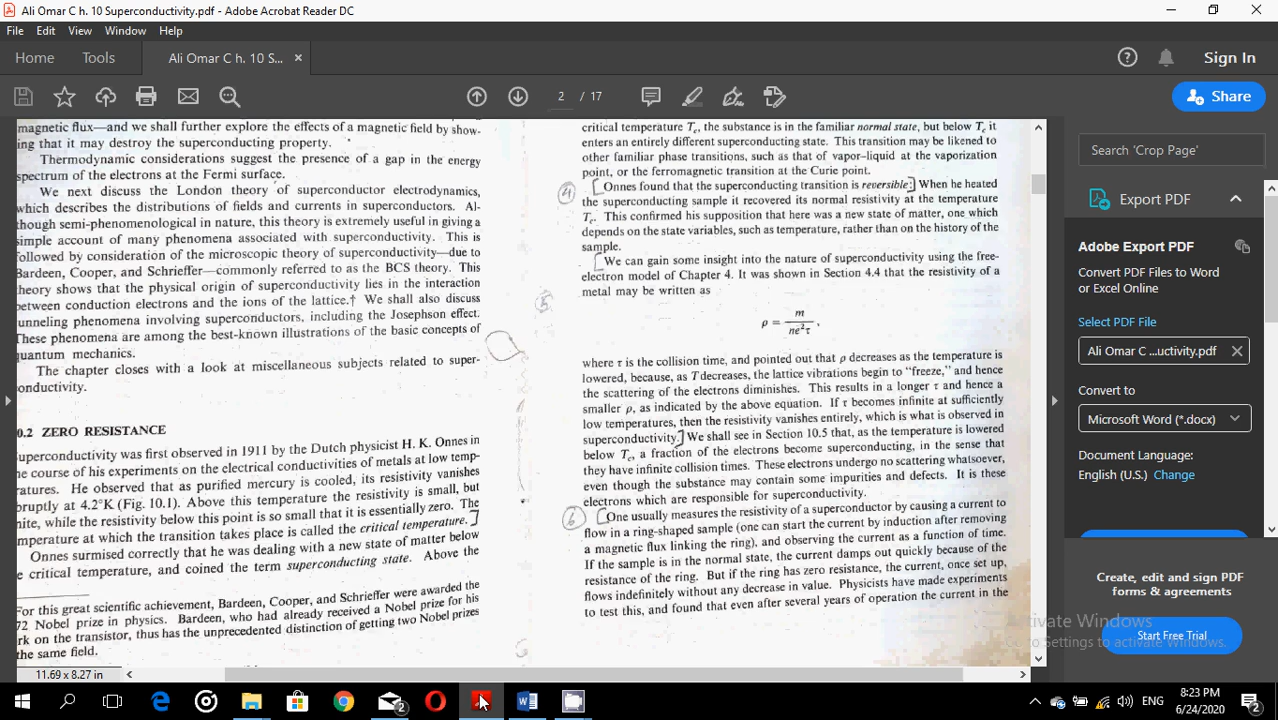 Ali Omar C h. 10 Superconductivity.pdf - Adobe Acrobat Reader DC
File Edit View Window Help
Home Tools Ali Omar C h. 10 S... ×
Sign In
2 / 17
Share
magnetic flux—and we shall further explore the effects of a magnetic field by show-
ing that it may destroy the superconducting property.
Thermodynamic considerations suggest the presence of a gap in the energy
spectrum of the electrons at the Fermi surface.
We next discuss the London theory of superconductor electrodynamics,
which describes the distributions of fields and currents in superconductors. Al-
though semi-phenomenological in nature, this theory is extremely useful in giving a
simple account of many phenomena associated with superconductivity. This is
followed by consideration of the microscopic theory of superconductivity—due to
Bardeen, Cooper, and Schrieffer—commonly referred to as the BCS theory. This
theory shows that the physical origin of superconductivity lies in the interaction
between conduction electrons and the ions of the lattice.† We shall also discuss
unneling phenomena involving superconductors, including the Josephson effect.
These phenomena are among the best-known illustrations of the basic concepts of
quantum mechanics.
The chapter closes with a look at miscellaneous subjects related to super-
onductivity.
0.2 ZERO RESISTANCE
uperconductivity was first observed in 1911 by the Dutch physicist H. K. Onnes in
he course of his experiments on the electrical conductivities of metals at low temp-
ratures. He observed that as purified mercury is cooled, its resistivity vanishes
bruptly at 4.2°K (Fig. 10.1). Above this temperature the resistivity is small, but
nite, while the resistivity below this point is so small that it is essentially zero. The
mperature at which the transition takes place is called the critical temperature.]
Onnes surmised correctly that he was dealing with a new state of matter below
e critical temperature, and coined the term superconducting state. Above the
For this great scientific achievement, Bardeen, Cooper, and Schrieffer were awarded the
72 Nobel prize in physics. Bardeen, who had already received a Nobel prize for his
rk on the transistor, thus has the unprecedented distinction of getting two Nobel prizes
the same field.
11.69 x 8.27 in
critical temperature Tc, the substance is in the familiar normal state, but below Tc it
enters an entirely different superconducting state. This transition may be likened to
other familiar phase transitions, such as that of vapor-liquid at the vaporization
point, or the ferromagnetic transition at the Curie point.
4 [Onnes found that the superconducting transition is reversible:] When he heated
the superconducting sample it recovered its normal resistivity at the temperature
Tc. This confirmed his supposition that here was a new state of matter, one which
depends on the state variables, such as temperature, rather than on the history of the
sample.
[We can gain some insight into the nature of superconductivity using the free-
electron model of Chapter 4. It was shown in Section 4.4 that the resistivity of a
5 metal may be written as
ρ = m / ne²τ ,
where τ is the collision time, and pointed out that ρ decreases as the temperature is
lowered, because, as T decreases, the lattice vibrations begin to "freeze," and hence
the scattering of the electrons diminishes. This results in a longer τ and hence a
smaller ρ, as indicated by the above equation. If τ becomes infinite at sufficiently
low temperatures, then the resistivity vanishes entirely, which is what is observed in
superconductivity.] We shall see in Section 10.5 that, as the temperature is lowered
below Tc, a fraction of the electrons become superconducting, in the sense that
they have infinite collision times. These electrons undergo no scattering whatsoever,
even though the substance may contain some impurities and defects. It is these
electrons which are responsible for superconductivity.
6 [One usually measures the resistivity of a superconductor by causing a current to
flow in a ring-shaped sample (one can start the current by induction after removing
a magnetic flux linking the ring), and observing the current as a function of time.
If the sample is in the normal state, the current damps out quickly because of the
resistance of the ring. But if the ring has zero resistance, the current, once set up,
flows indefinitely without any decrease in value. Physicists have made experiments
to test this, and found that even after several years of operation the current in the
Search 'Crop Page'
Export PDF
Adobe Export PDF
Convert PDF Files to Word
or Excel Online
Select PDF File
Ali Omar C ...uctivity.pdf ×
Convert to
Microsoft Word (*.docx)
Document Language:
English (U.S.) Change
Create, edit and sign PDF
forms & agreements
Start Free Trial
ivate Windows
to Settings to activate Windows.
2
ENG
8:23 PM
6/24/2020
2